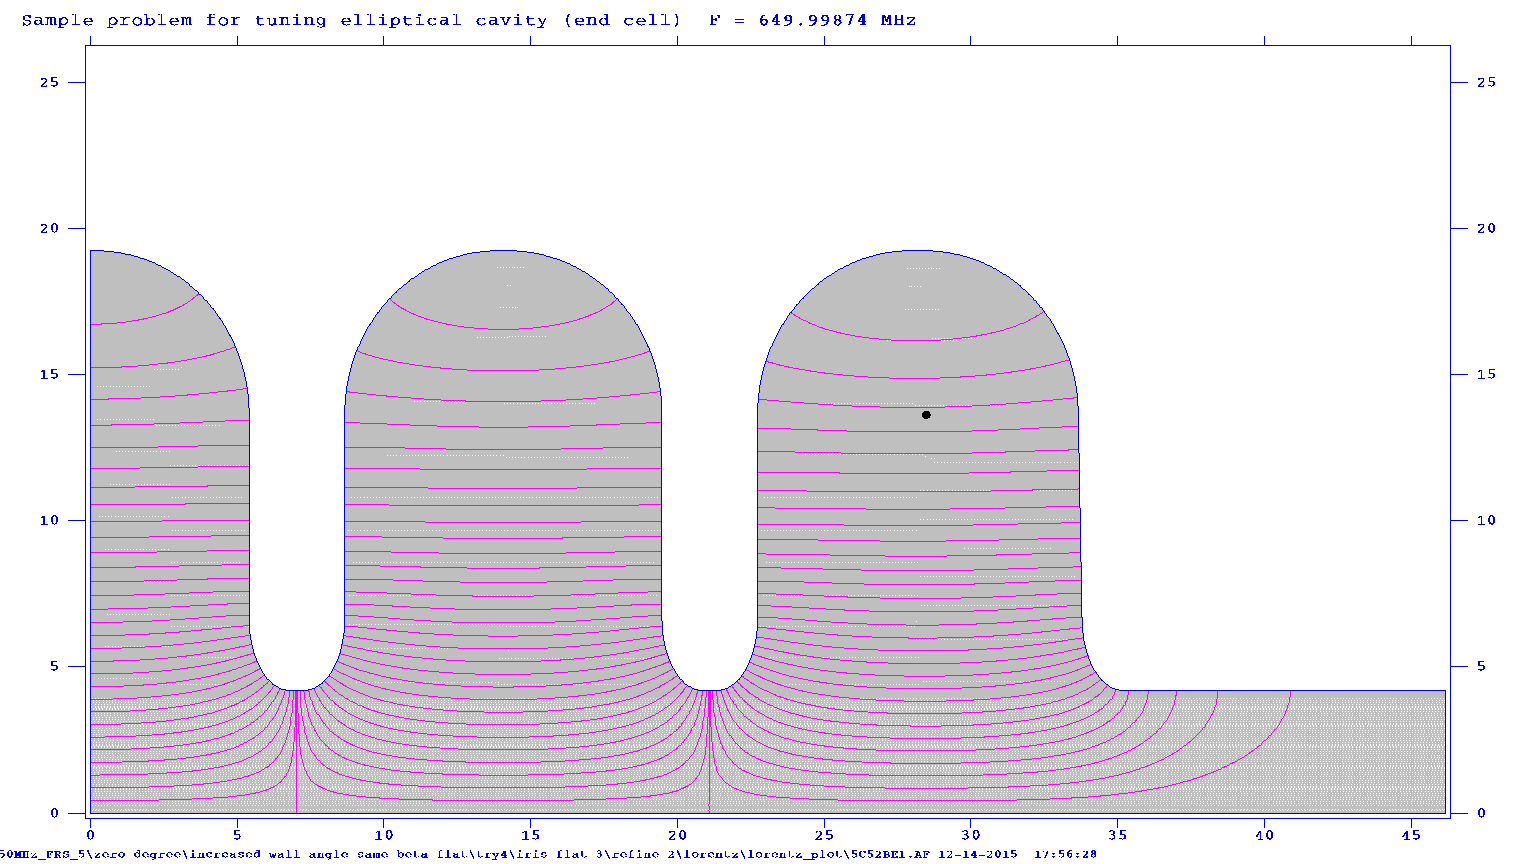 Sample problem for tuning elliptical cavity (end cell) F = 649.99874 MHz
25 25
20 20
15 15
10 10
5 5
0 0
0 5 10 15 20 25 30 35 40 45
50MHz_FRS_5\zero degree\increased wall angle same beta flat\try4\iris flat 3\refine 2\lorentz\lorentz_plot\5C52BE1.AF 12-14-2015 17:56:28